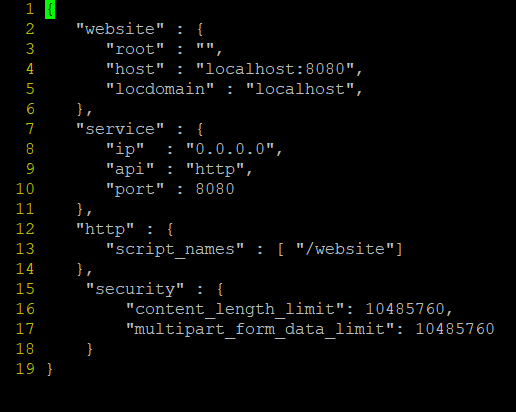 1 {
2    "website" : {
3       "root" : "",
4       "host" : "localhost:8080",
5       "locdomain" : "localhost",
6    },
7    "service" : {
8       "ip"  : "0.0.0.0",
9       "api" : "http",
10       "port" : 8080
11    },
12    "http" : {
13       "script_names" : [ "/website"]
14    },
15     "security" : {
16         "content_length_limit": 10485760,
17         "multipart_form_data_limit": 10485760
18     }
19 }